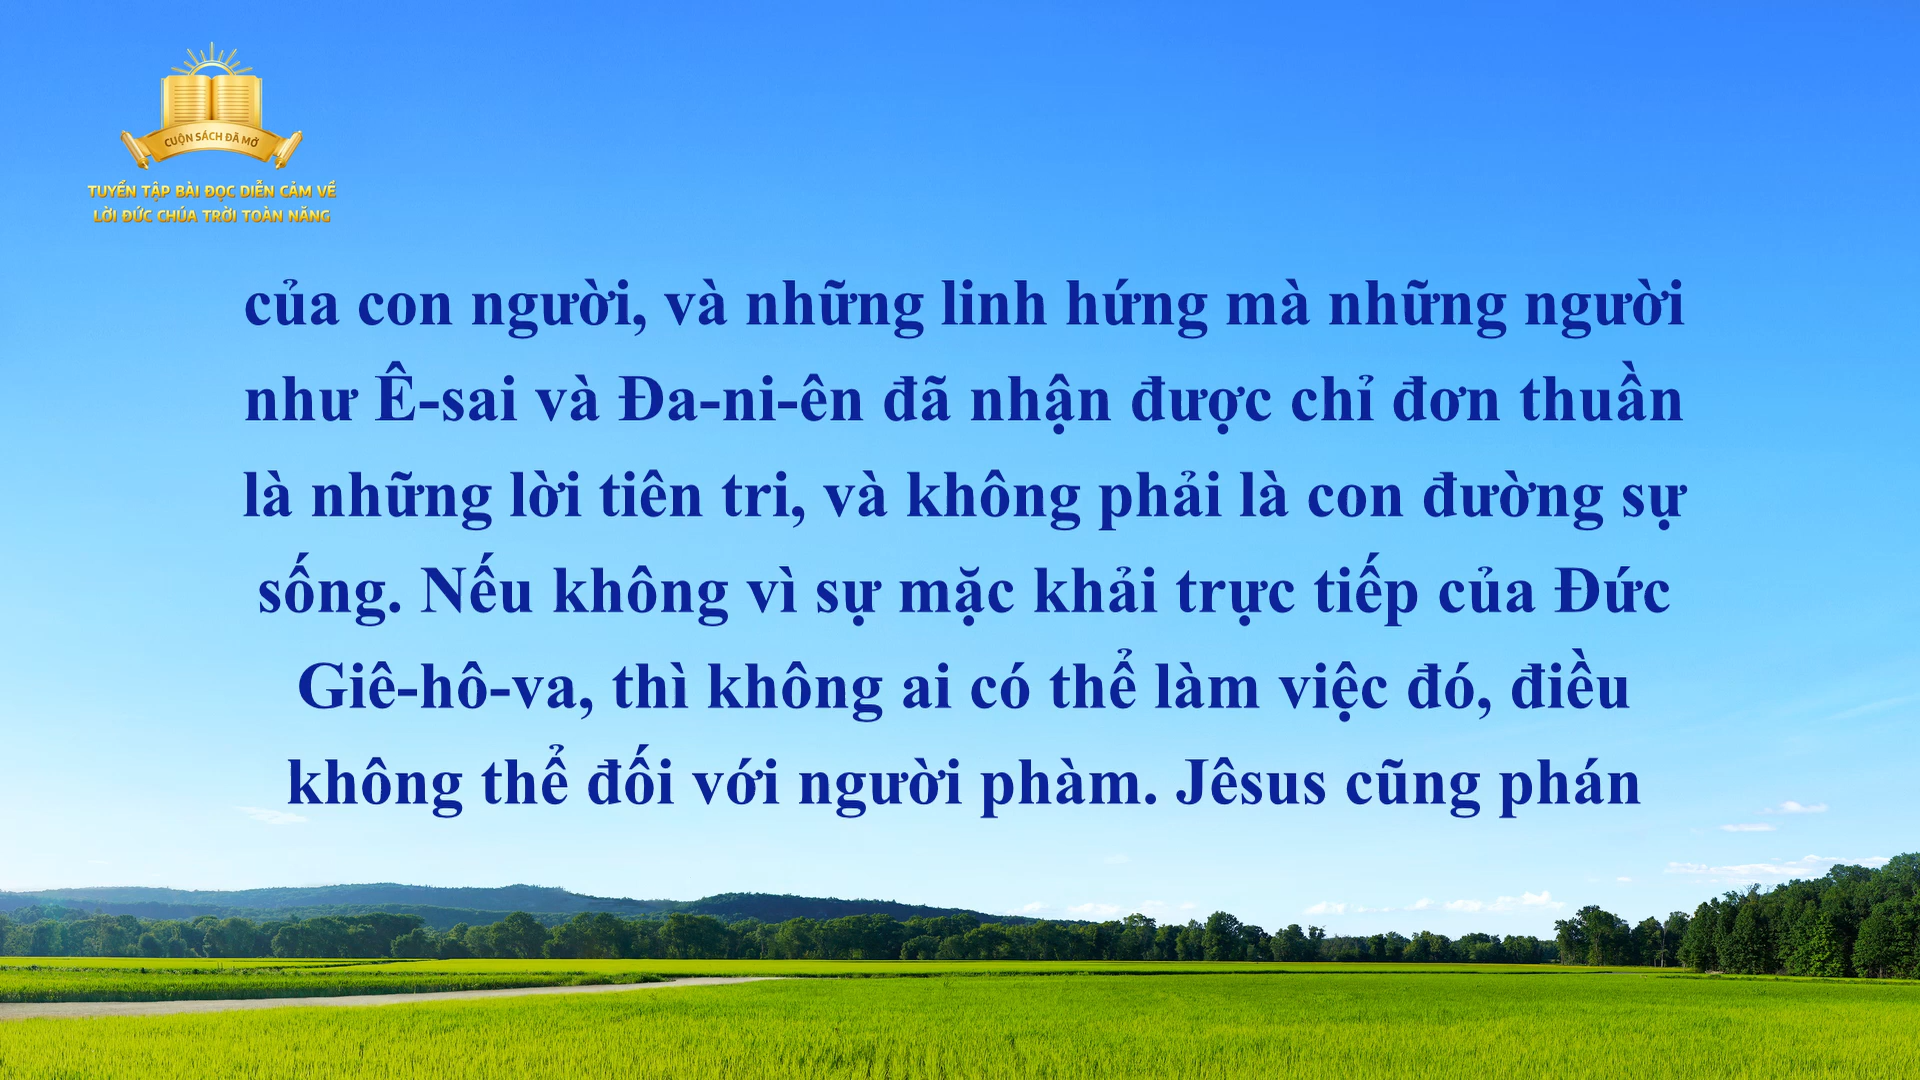 CUỘN SÁCH ĐÃ MỞ
TUYỂN TẬP BÀI ĐỌC DIỄN CẢM VỀ
LỜI ĐỨC CHÚA TRỜI TOÀN NĂNG
của con người, và những linh hứng mà những người
như Ê-sai và Đa-ni-ên đã nhận được chỉ đơn thuần
là những lời tiên tri, và không phải là con đường sự
sống. Nếu không vì sự mặc khải trực tiếp của Đức
Giê-hô-va, thì không ai có thể làm việc đó, điều
không thể đối với người phàm. Jêsus cũng phán